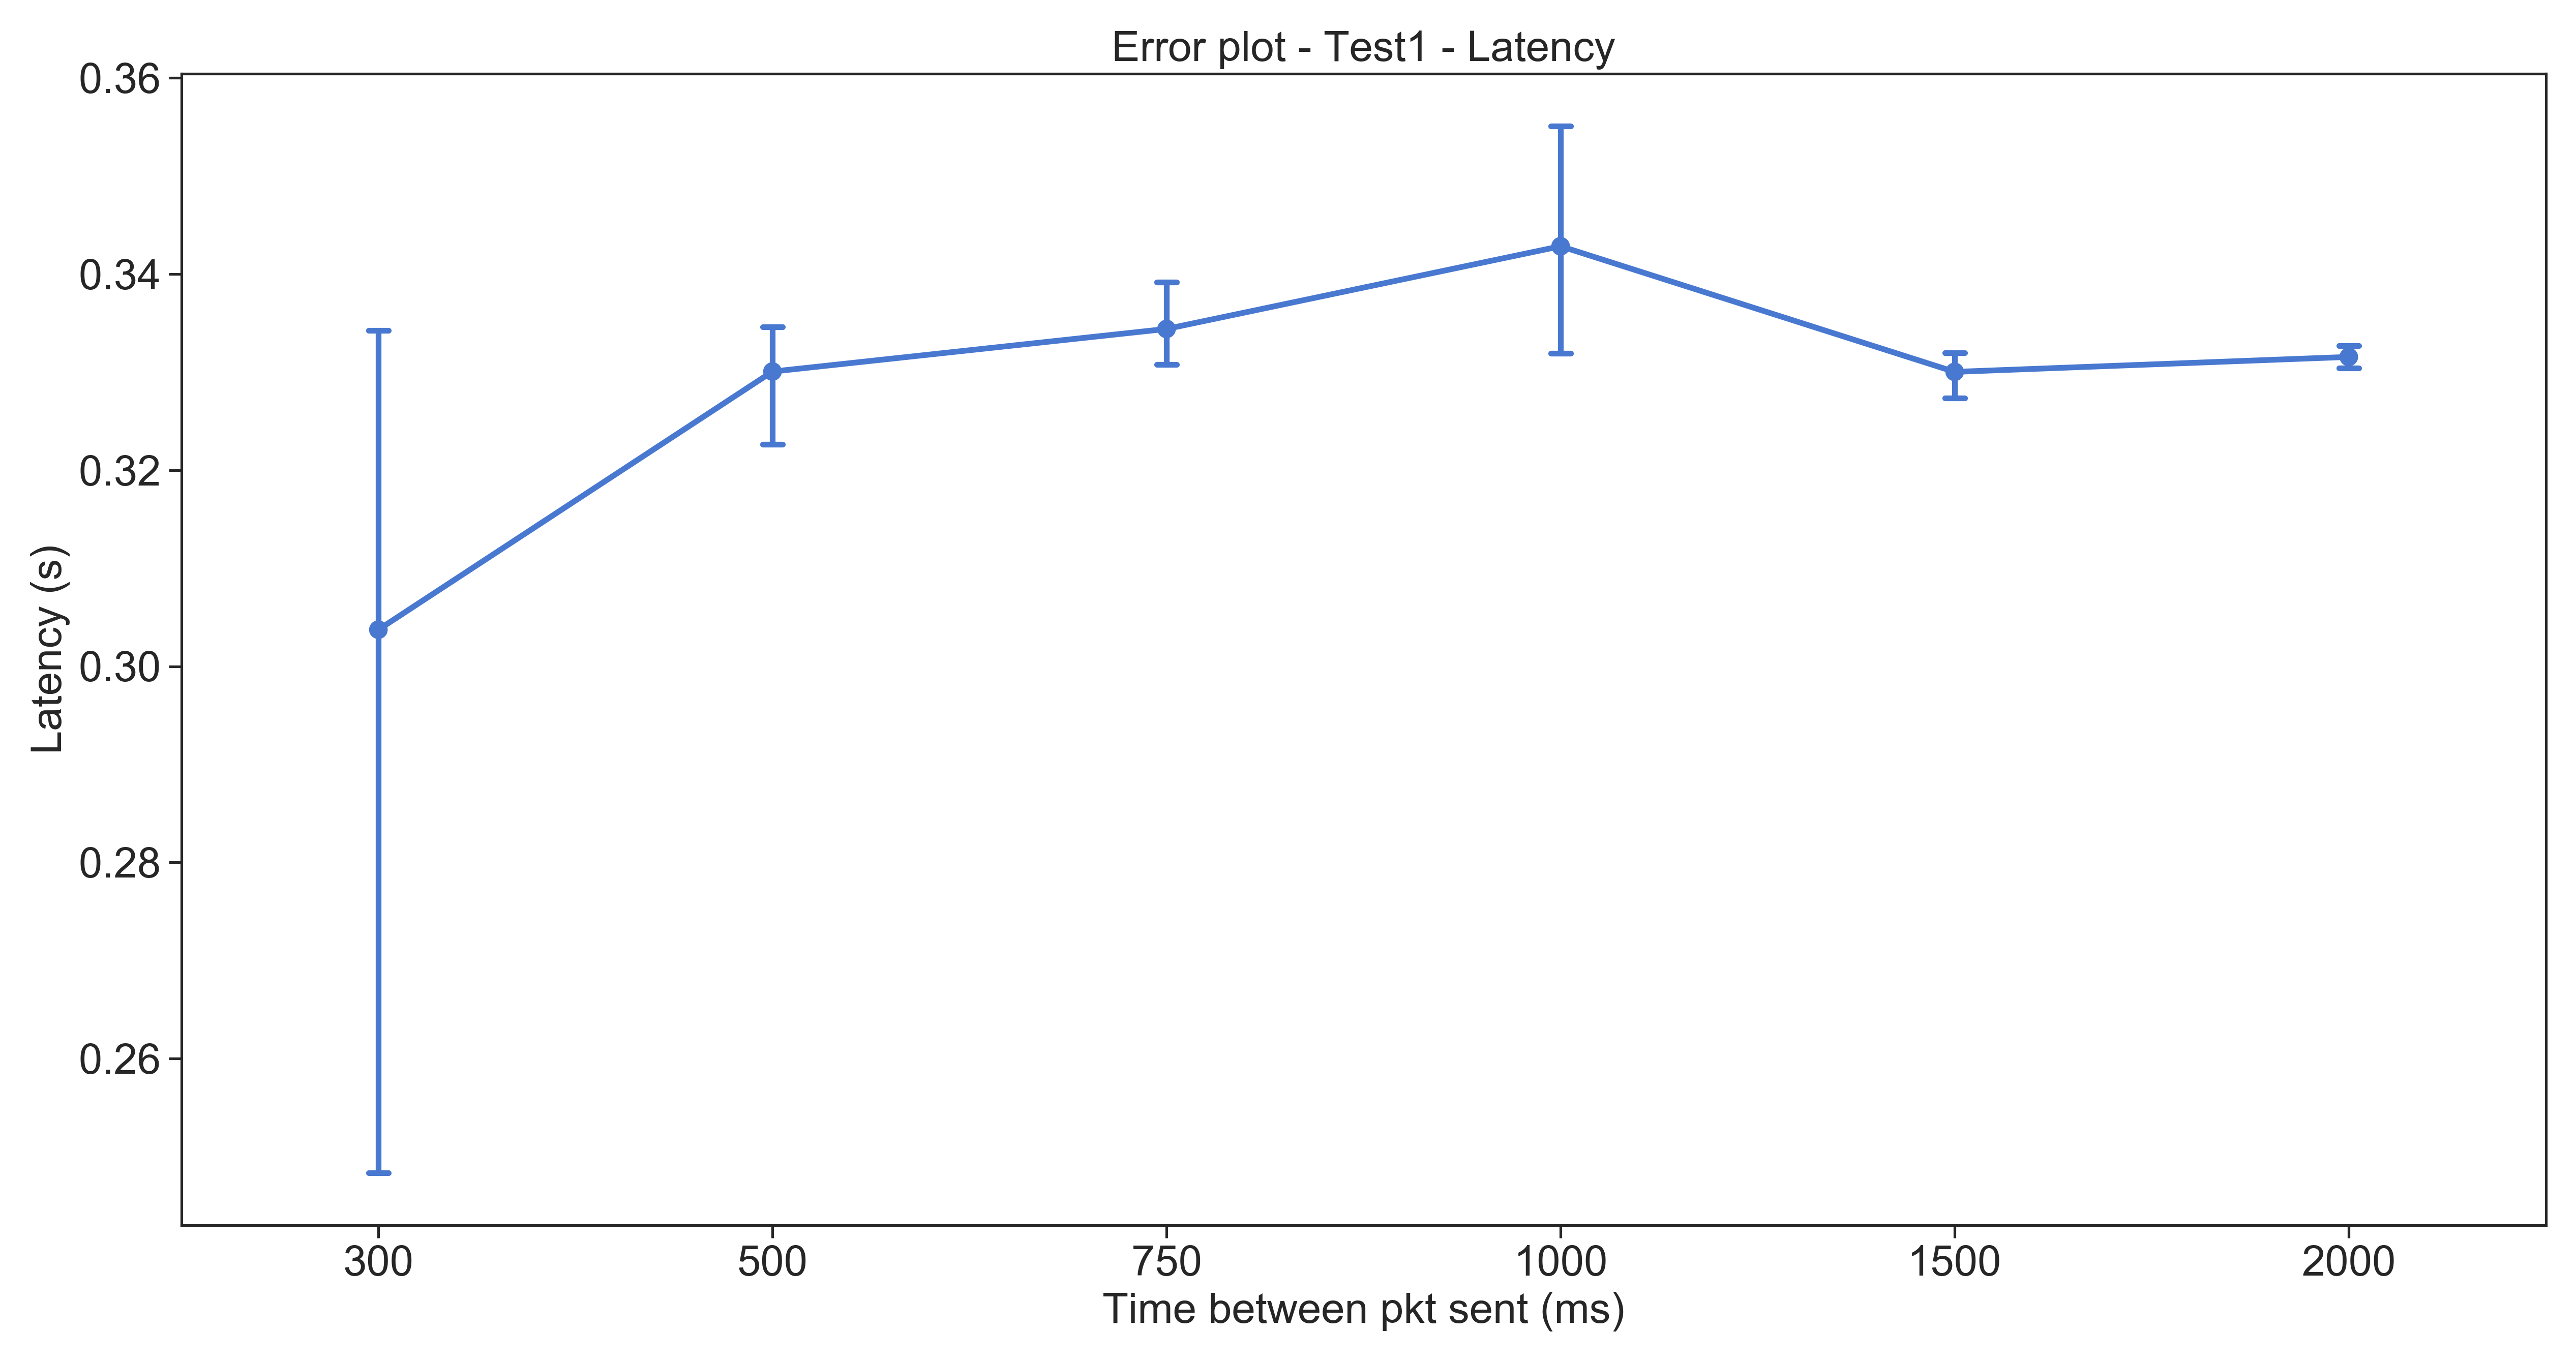 Error plot - Test1 - Latency
0.36
0.34
0.32
0.30
0.28
0.26
Latency (s)
300 500 750 1000 1500 2000
Time between pkt sent (ms)